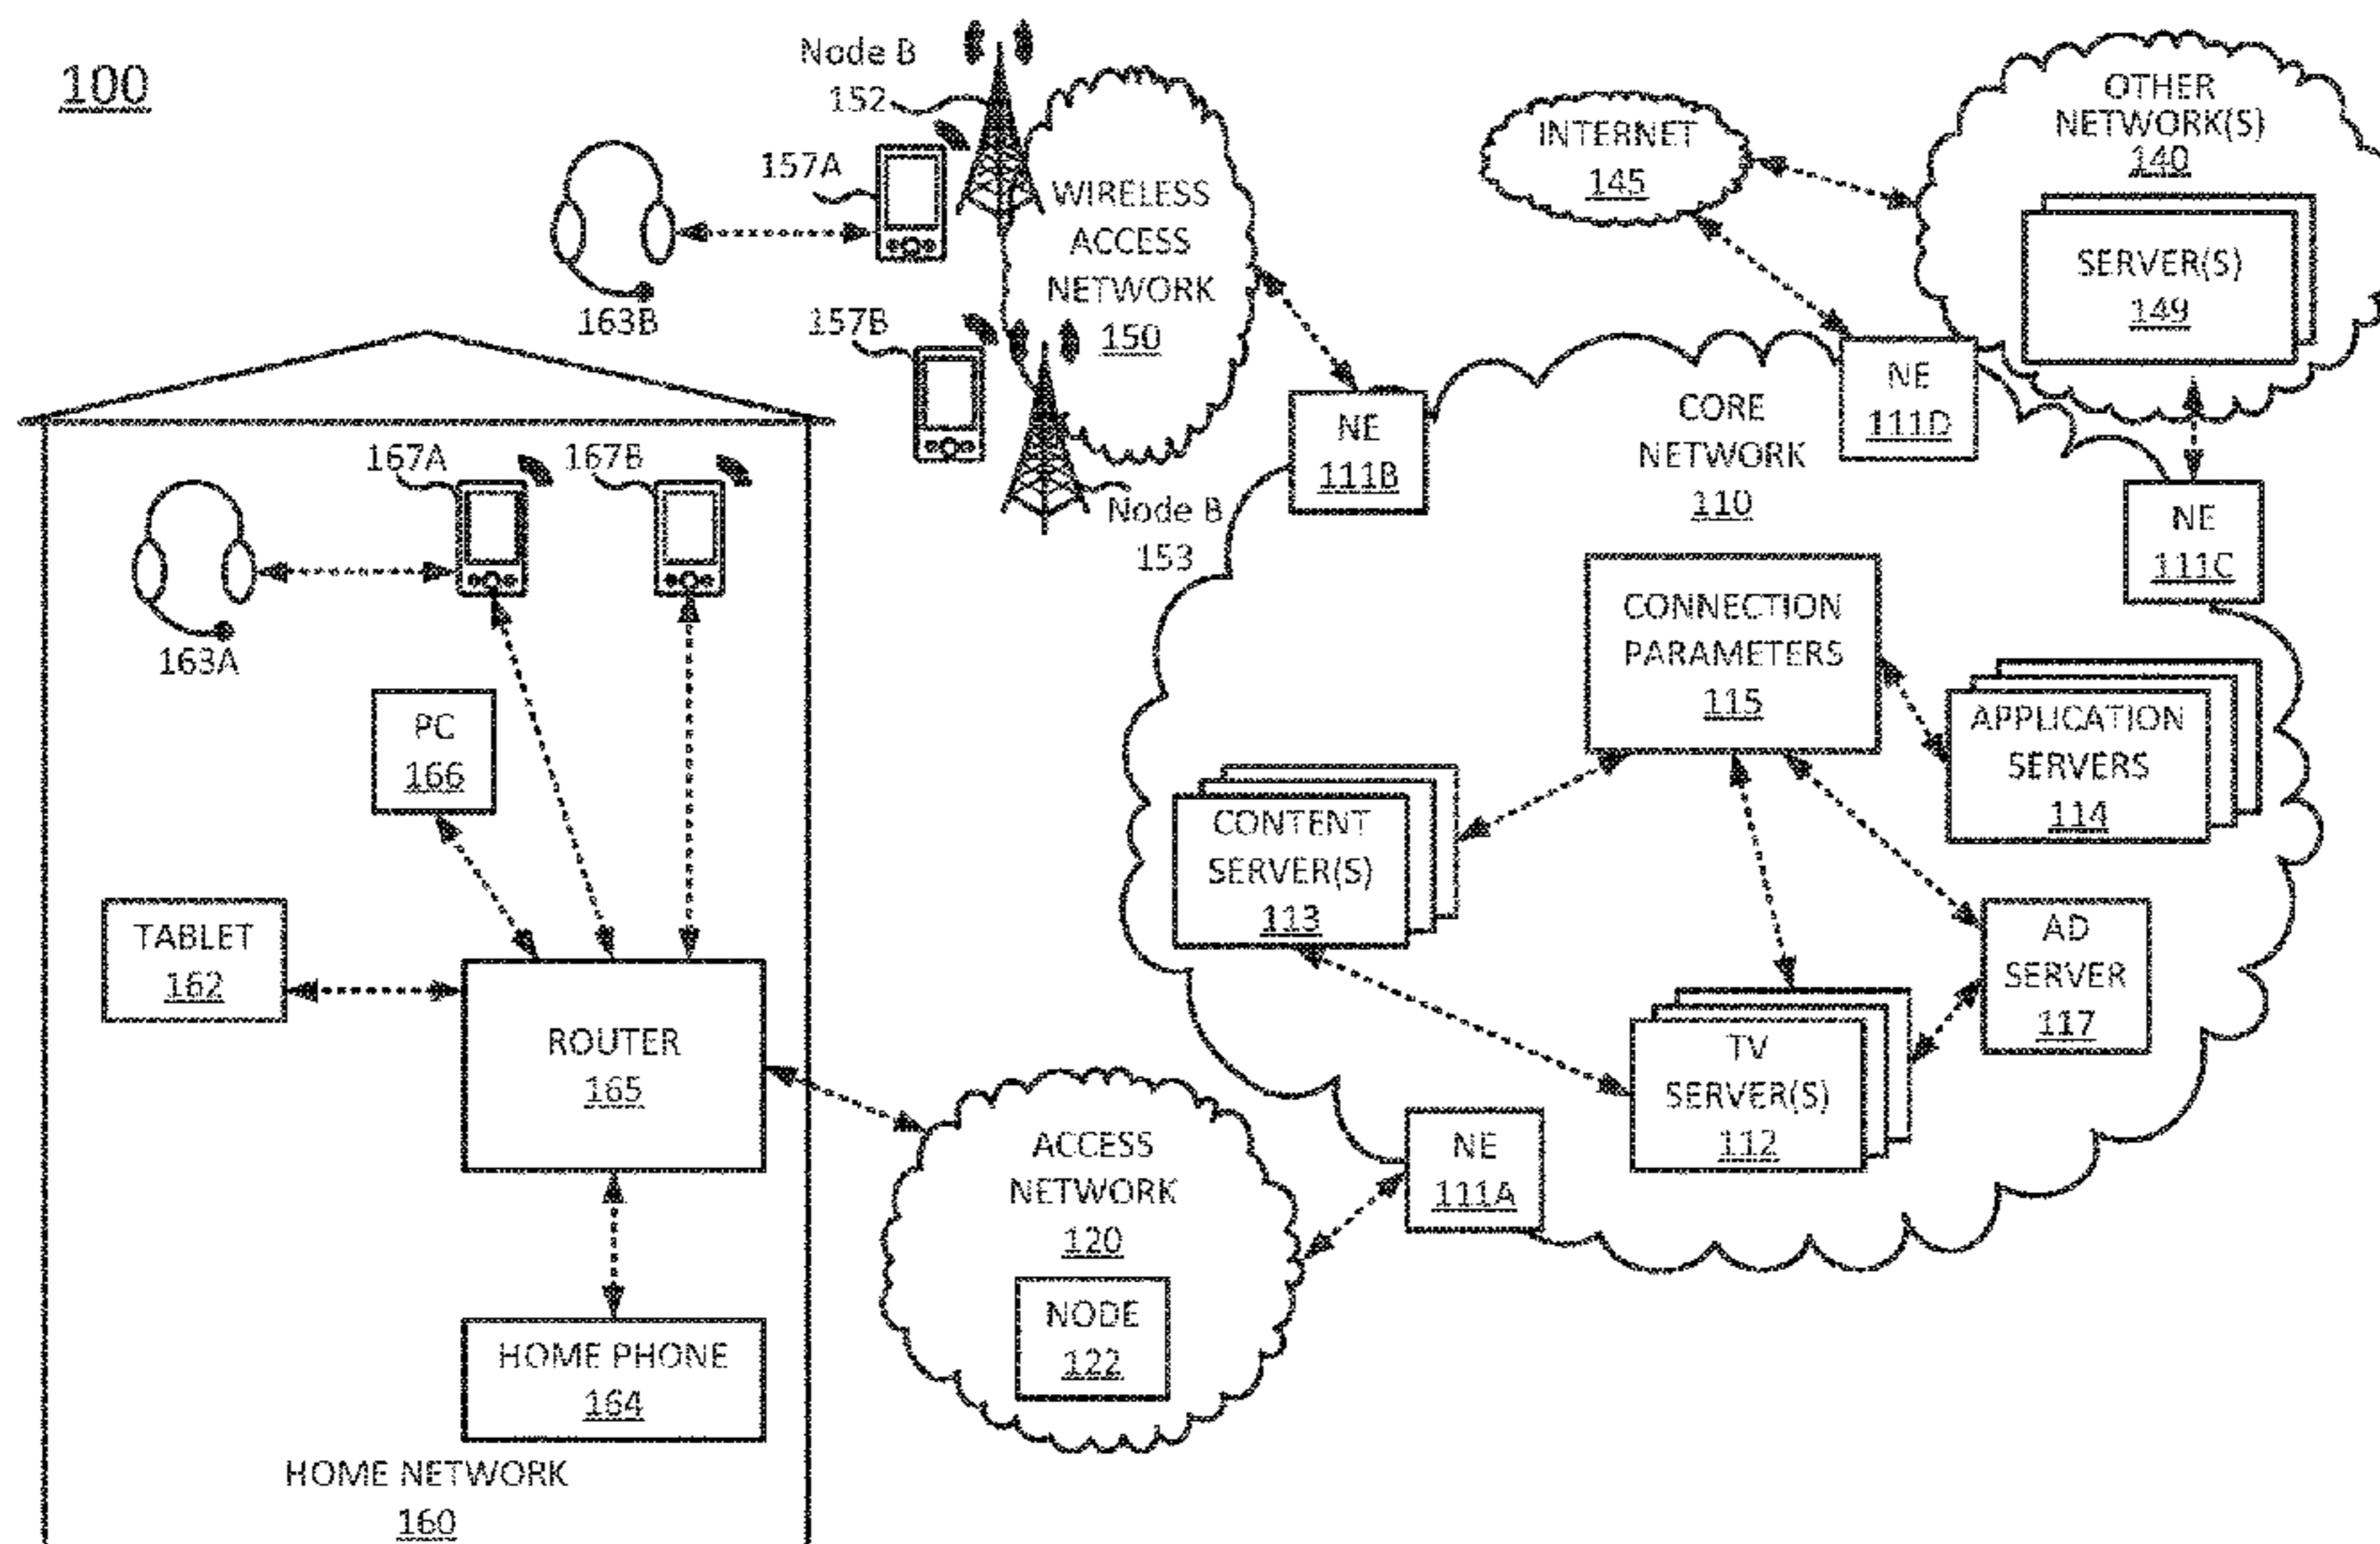 100
Node B
152
157A
163B
157B
WIRELESS
ACCESS
NETWORK
150
Node B
153
INTERNET
145
OTHER
NETWORK(S)
140
SERVER(S)
149
NE
111B
CORE
NETWORK
110
NE
111D
NE
111C
167A
167B
163A
PC
166
TABLET
162
ROUTER
165
HOME PHONE
164
HOME NETWORK
160
CONNECTION
PARAMETERS
115
APPLICATION
SERVERS
114
CONTENT
SERVER(S)
113
AD
SERVER
117
TV
SERVER(S)
112
NE
111A
ACCESS
NETWORK
120
NODE
122